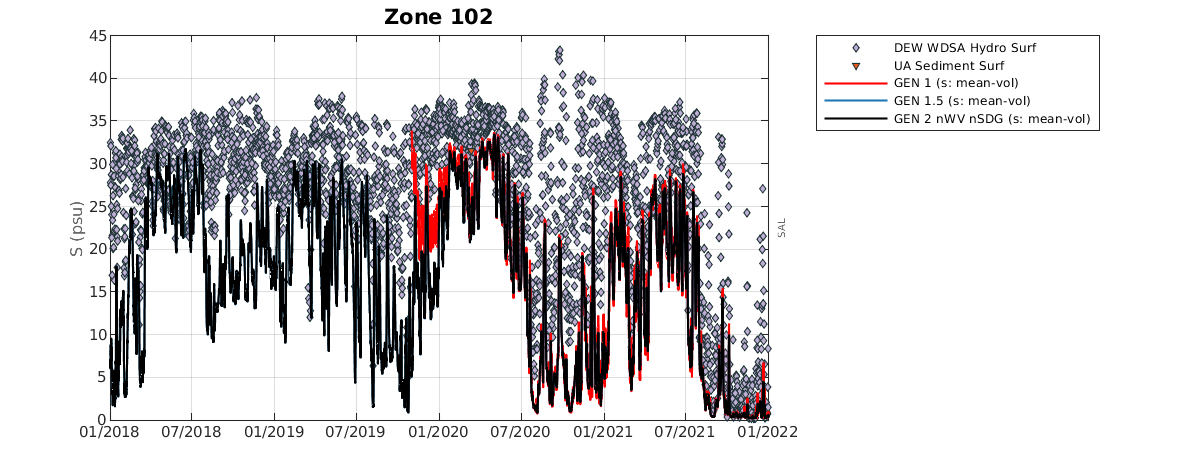 Zone 102
45
40
35
30
25
20
15
10
5
0
S (psu)
01/2018 07/2018 01/2019 07/2019 01/2020 07/2020 01/2021 07/2021 01/2022
SAL
DEW WDSA Hydro Surf
UA Sediment Surf
GEN 1 (s: mean-vol)
GEN 1.5 (s: mean-vol)
GEN 2 nWV nSDG (s: mean-vol)